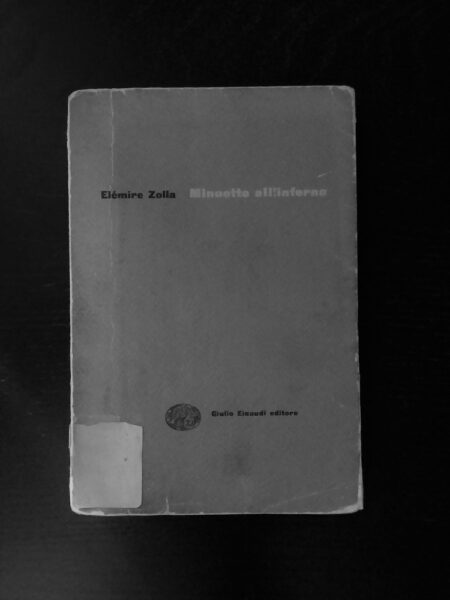 Elémire Zolla Minuetto all'inferno
Giulio Einaudi editore